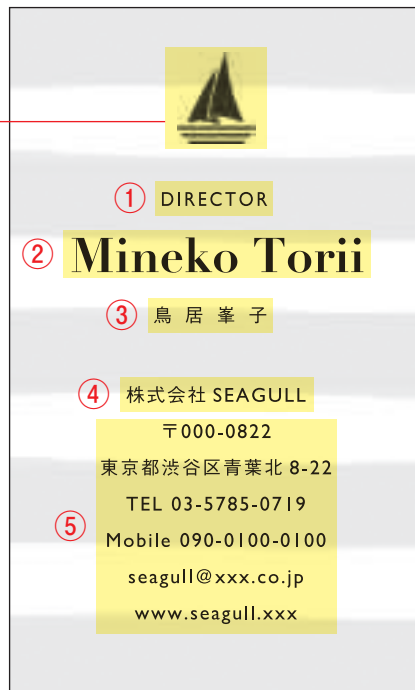 ① DIRECTOR
② Mineko Torii
③ 鳥居峯子
④ 株式会社 SEAGULL
〒000-0822
東京都渋谷区青葉北 8-22
TEL 03-5785-0719
⑤ Mobile 090-0100-0100
seagull@xxx.co.jp
www.seagull.xxx